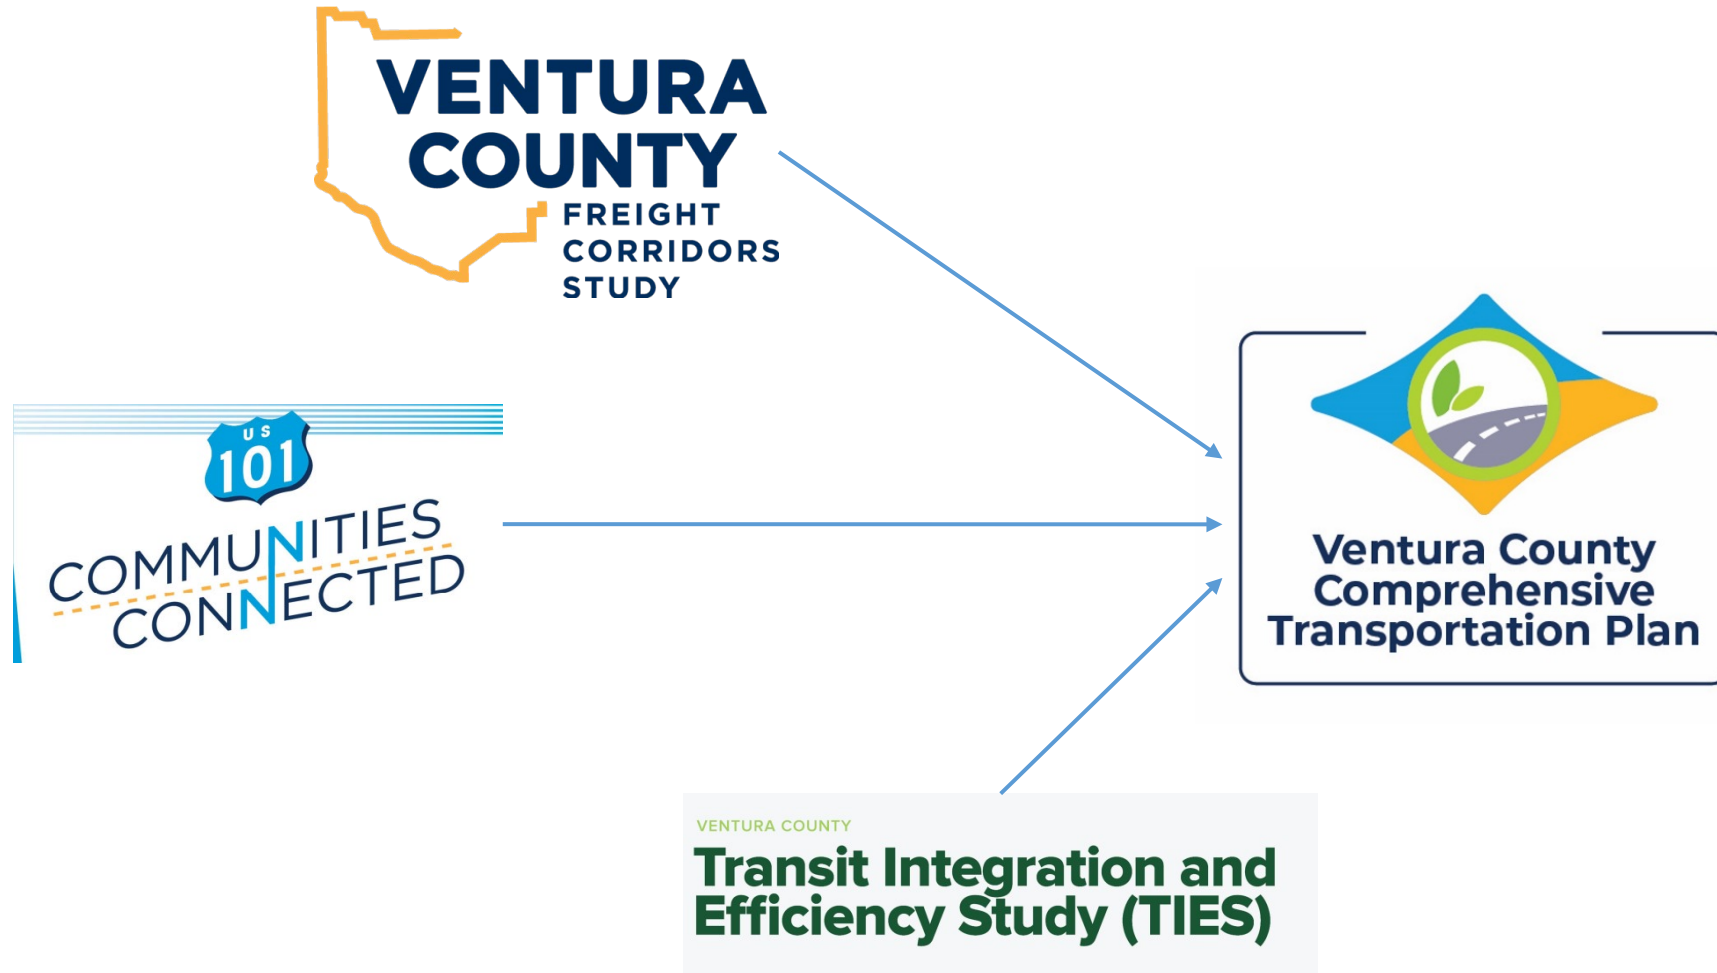 VENTURA
COUNTY
FREIGHT
CORRIDORS
STUDY
US
101
COMMUNITIES
CONNECTED
Ventura County
Comprehensive
Transportation Plan
VENTURA COUNTY
Transit Integration and
Efficiency Study (TIES)